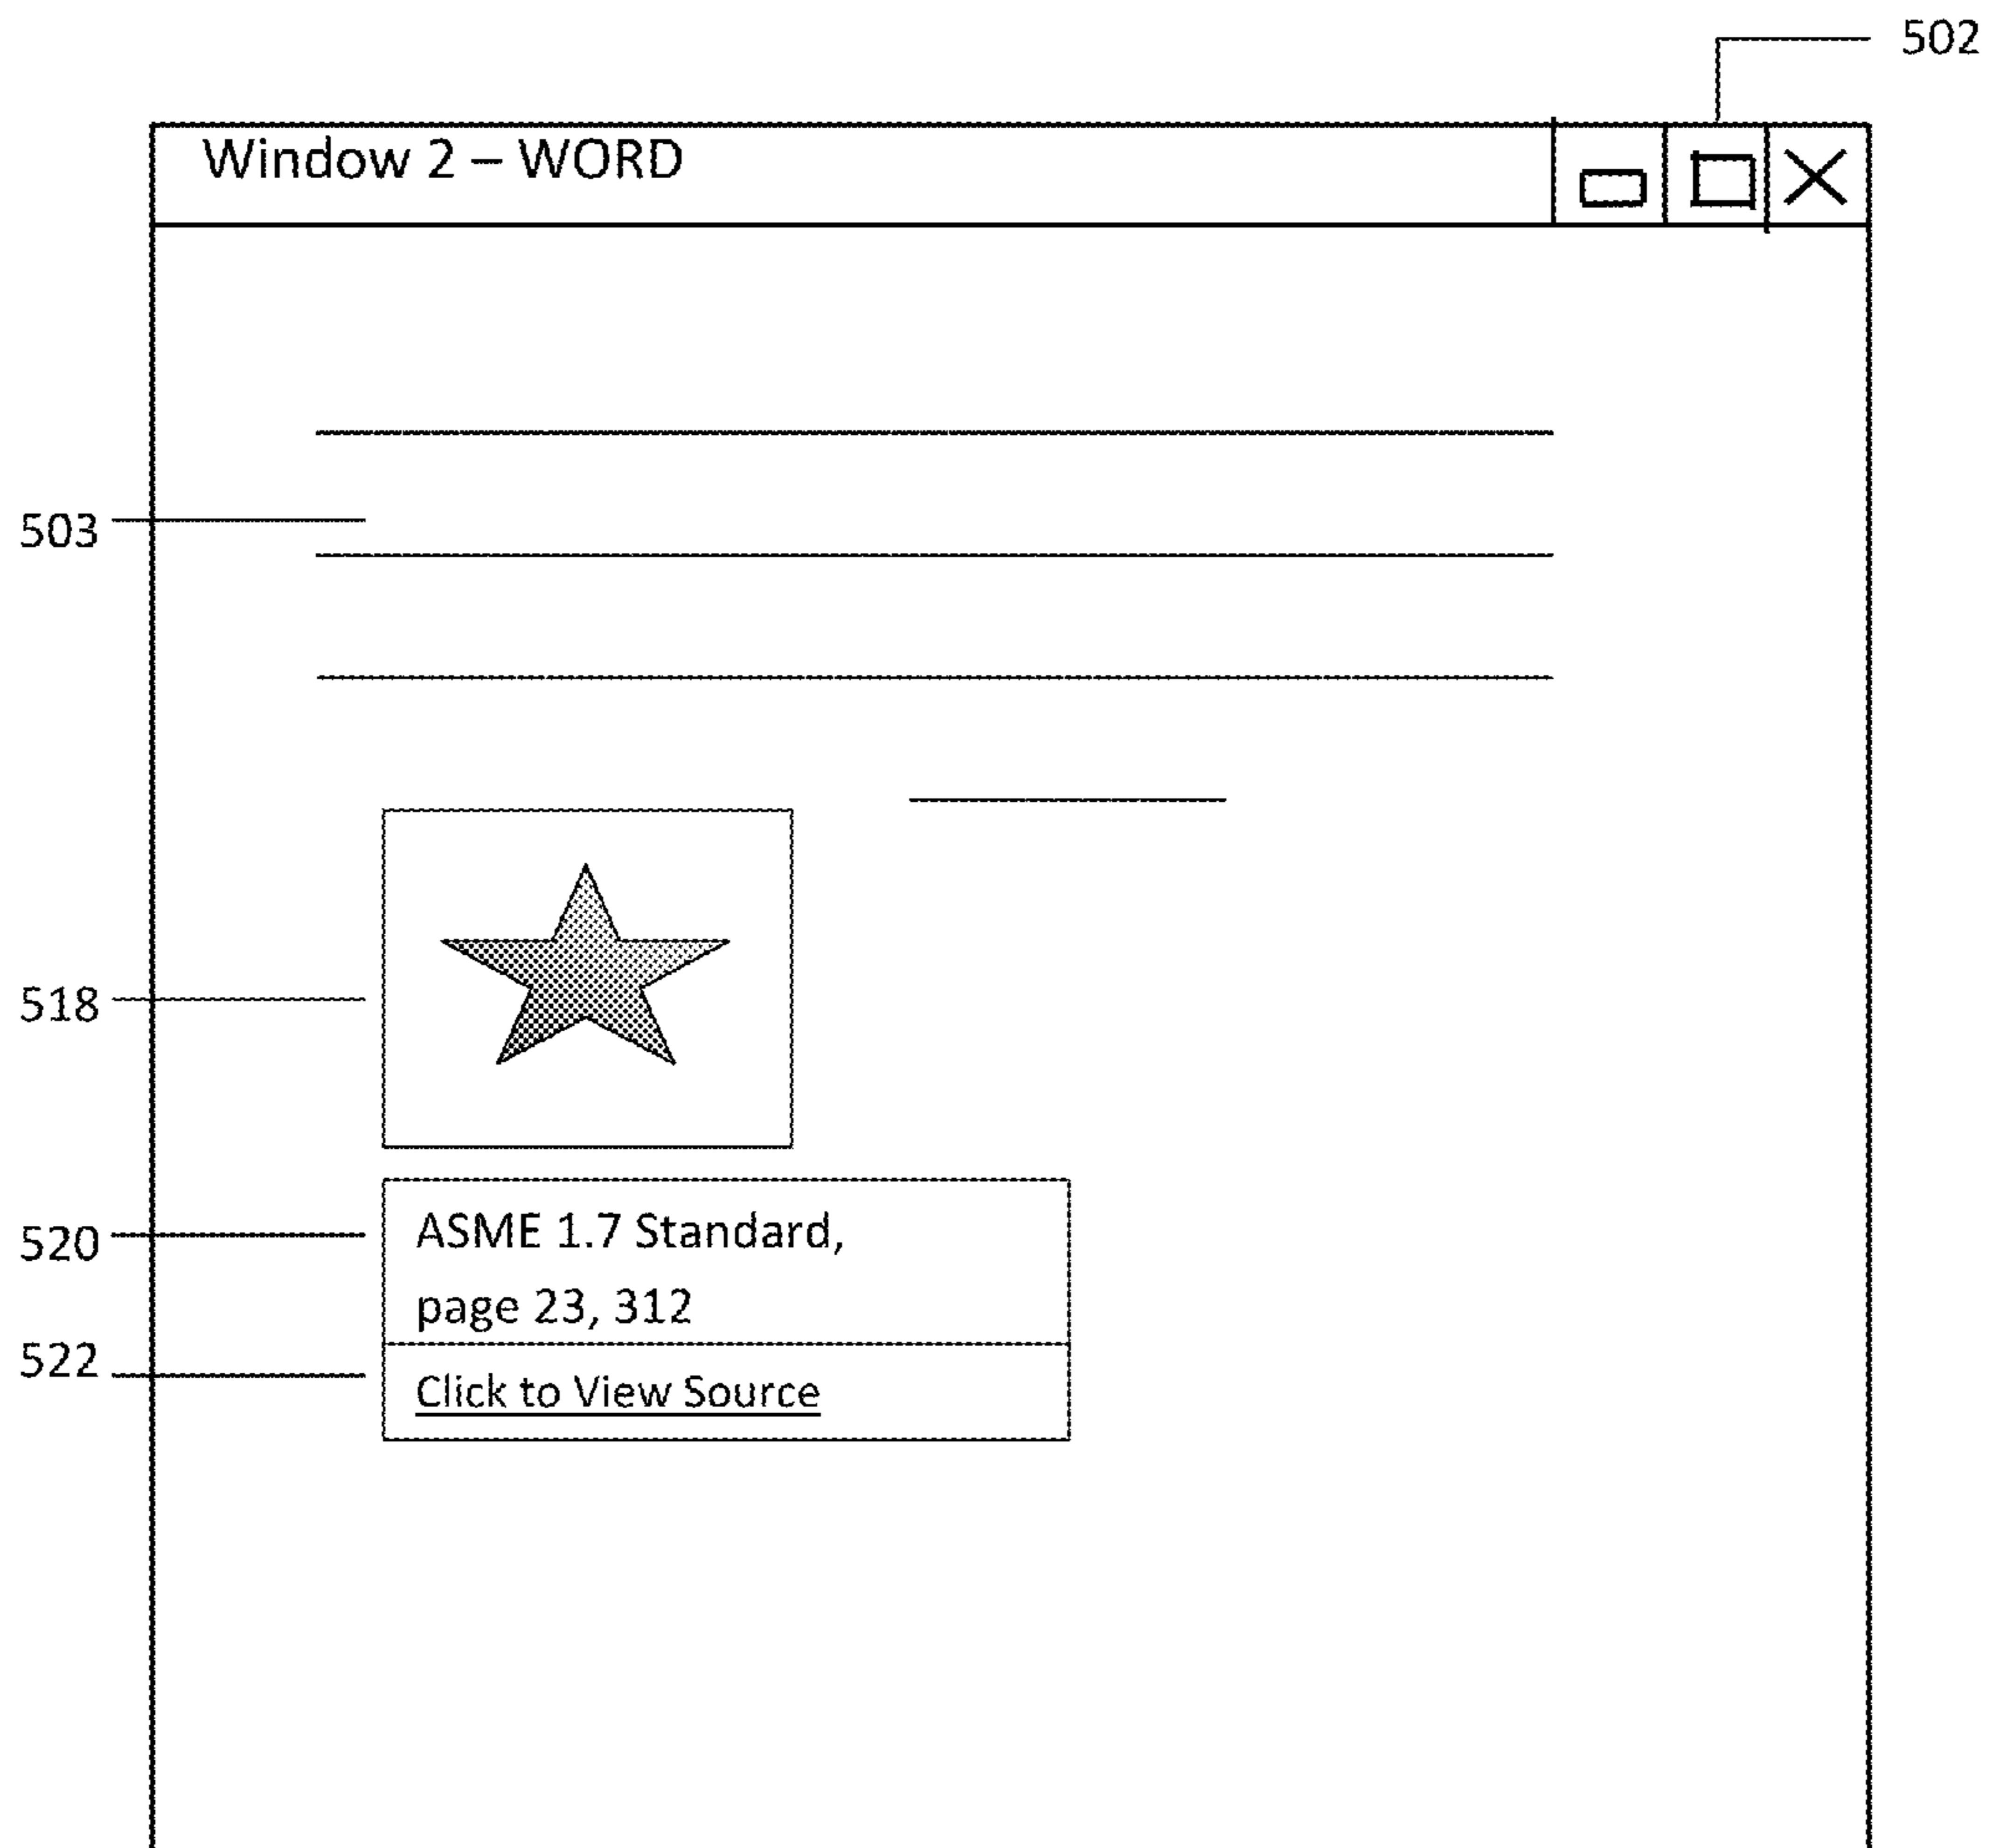 502
Window 2 – WORD
503
518
520
ASME 1.7 Standard,
page 23, 312
522
Click to View Source